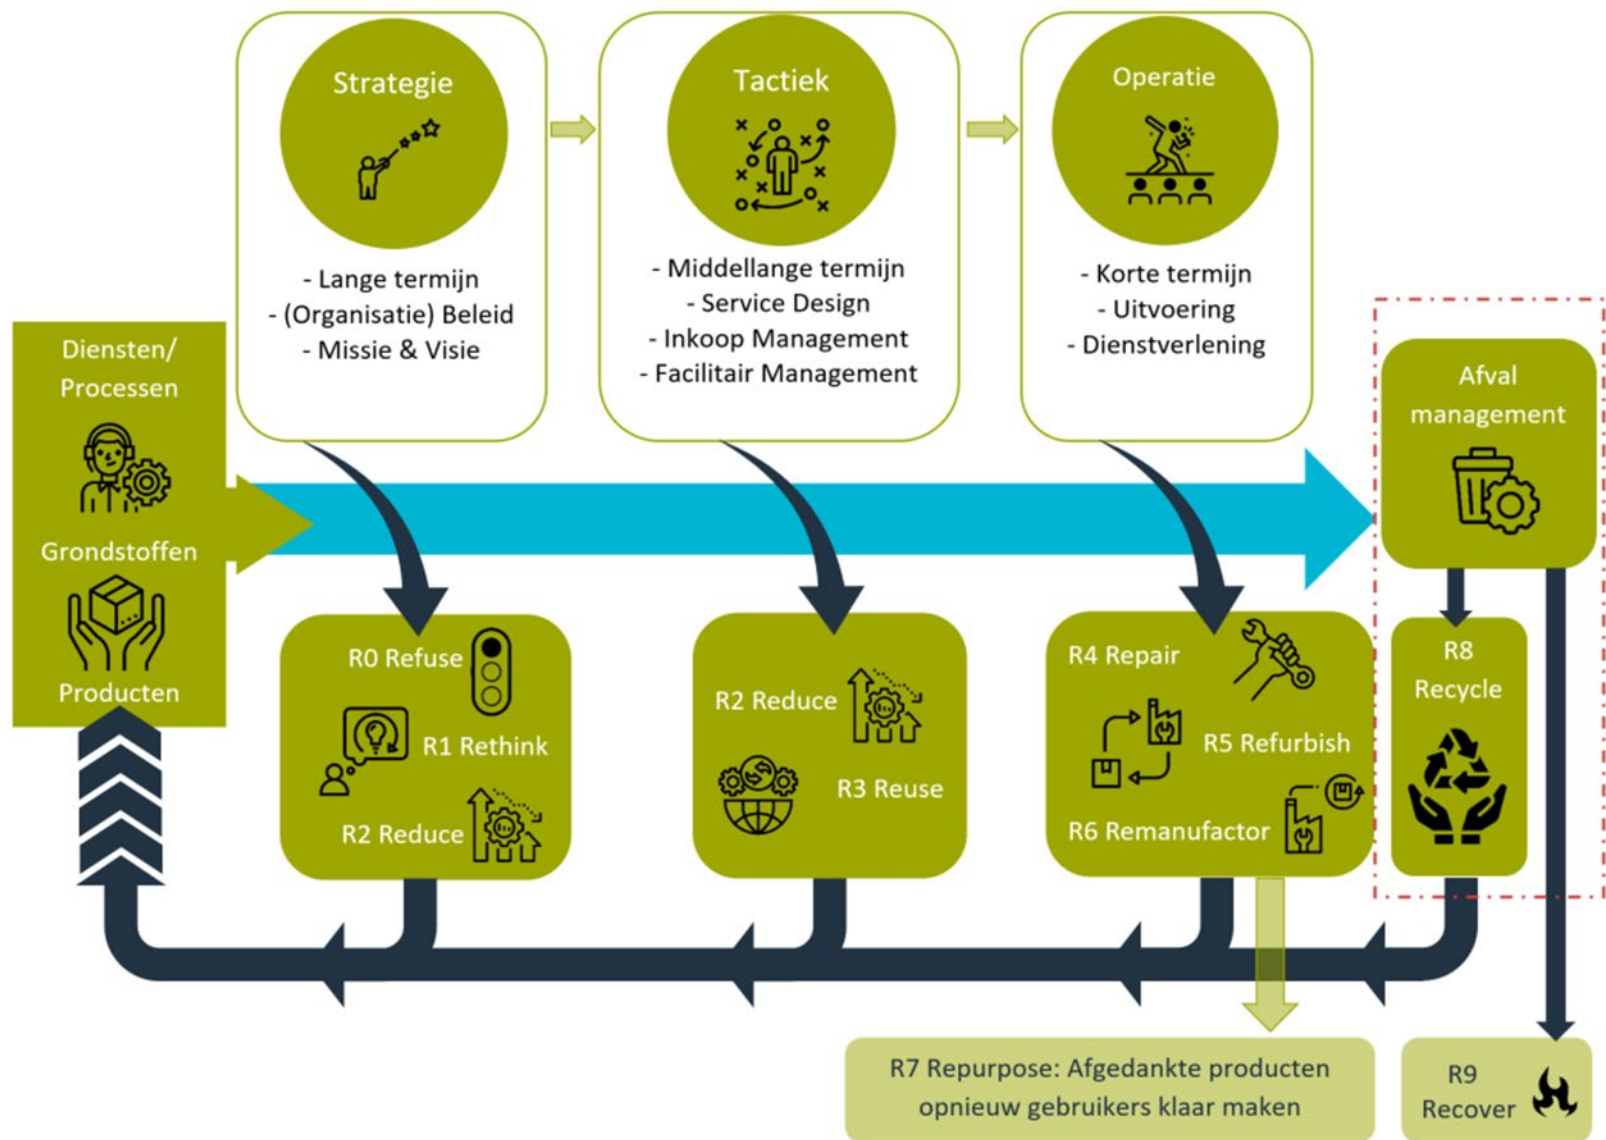 Strategie
- Lange termijn
- (Organisatie) Beleid
- Missie & Visie
Tactiek
- Middellange termijn
- Service Design
- Inkoop Management
- Facilitair Management
Operatie
- Korte termijn
- Uitvoering
- Dienstverlening
Diensten/
Processen
Grondstoffen
Producten
Afval
management
R0 Refuse
R1 Rethink
R2 Reduce
R2 Reduce
R3 Reuse
R4 Repair
R5 Refurbish
R6 Remanufactor
R8
Recycle
R7 Repurpose: Afgedankte producten
opnieuw gebruikers klaar maken
R9
Recover